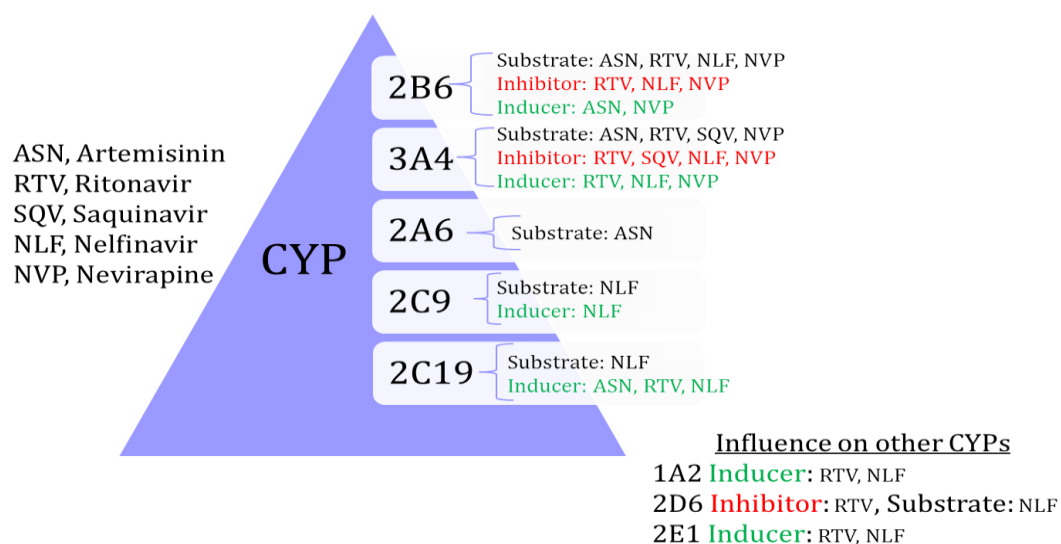 ASN, Artemisinin
RTV, Ritonavir
SQV, Saquinavir
NLF, Nelfinavir
NVP, Nevirapine
CYP
2B6
Substrate: ASN, RTV, NLF, NVP
Inhibitor: RTV, NLF, NVP
Inducer: ASN, NVP
3A4
Substrate: ASN, RTV, SQV, NVP
Inhibitor: RTV, SQV, NLF, NVP
Inducer: RTV, NLF, NVP
2A6
Substrate: ASN
2C9
Substrate: NLF
Inducer: NLF
2C19
Substrate: NLF
Inducer: ASN, RTV, NLF
Influence on other CYPs
1A2 Inducer: RTV, NLF
2D6 Inhibitor: RTV, Substrate: NLF
2E1 Inducer: RTV, NLF